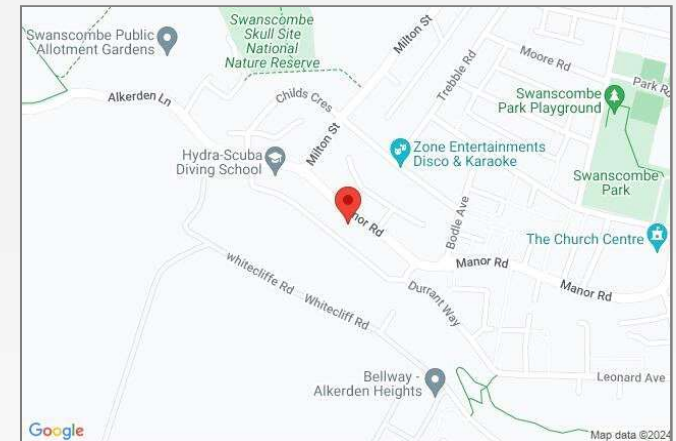 Swanscombe Public
Allotment Gardens
Swanscombe
Skull Site
National
Nature Reserve
Milton St
Trebble Rd
Moore Rd
Park
Swanscombe
Park Playground
Alkerden Ln
Childs Cres
Milton St
Hydra-Scuba
Diving School
Zone Entertainments
Disco & Karaoke
Swanscombe
Park
nor Rd
Bodle Ave
The Church Centre
Manor Rd
Manor Rd
whitecliffe Rd
Whitecliff Rd
Durrant Way
Bellway -
Alkerden Heights
Leonard Ave
Google
Map data ©2024